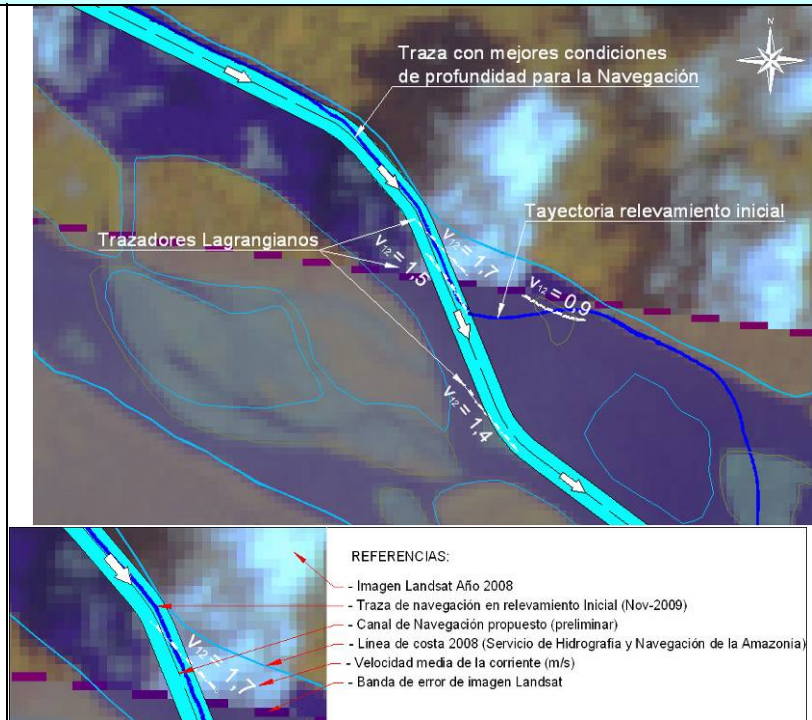 N
Traza con mejores condiciones
de profundidad para la Navegación
Tayectoria relevamiento inicial
Trazadores Lagrangianos
V12 = 1,7
V12 = 1,5
V12 = 0,9
V12 = 1,4
V12 = 1,7
REFERENCIAS:
- Imagen Landsat Año 2008
- Traza de navegación en relevamiento Inicial (Nov-2009)
- Canal de Navegación propuesto (preliminar)
- Línea de costa 2008 (Servicio de Hidrografía y Navegación de la Amazonia)
- Velocidad media de la corriente (m/s)
- Banda de error de imagen Landsat